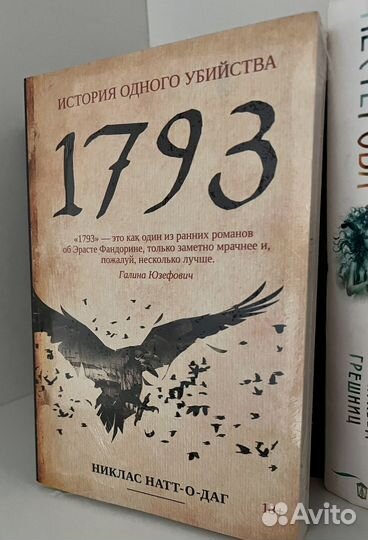 ИСТОРИЯ ОДНОГО УБИЙСТВА
1793
«1793» — это как один из ранних романов
об Эрасте Фандорине, только заметно мрачнее и,
пожалуй, несколько лучше.
Галина Юзефович
НИКЛАС НАТТ-О-ДАГ
ГРЕШНИЦ
Avito